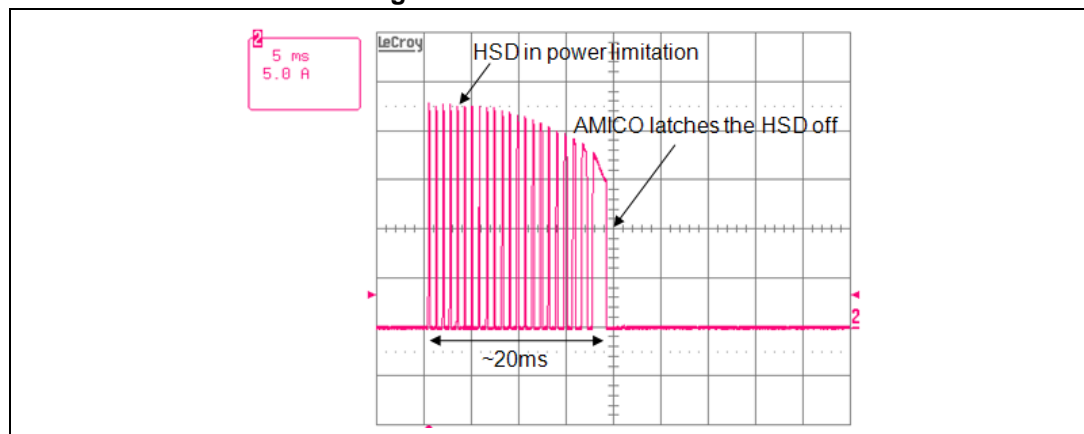 g
2
5 ms
5.0 A
LeCroy
HSD in power limitation
AMICO latches the HSD off
2
~20ms